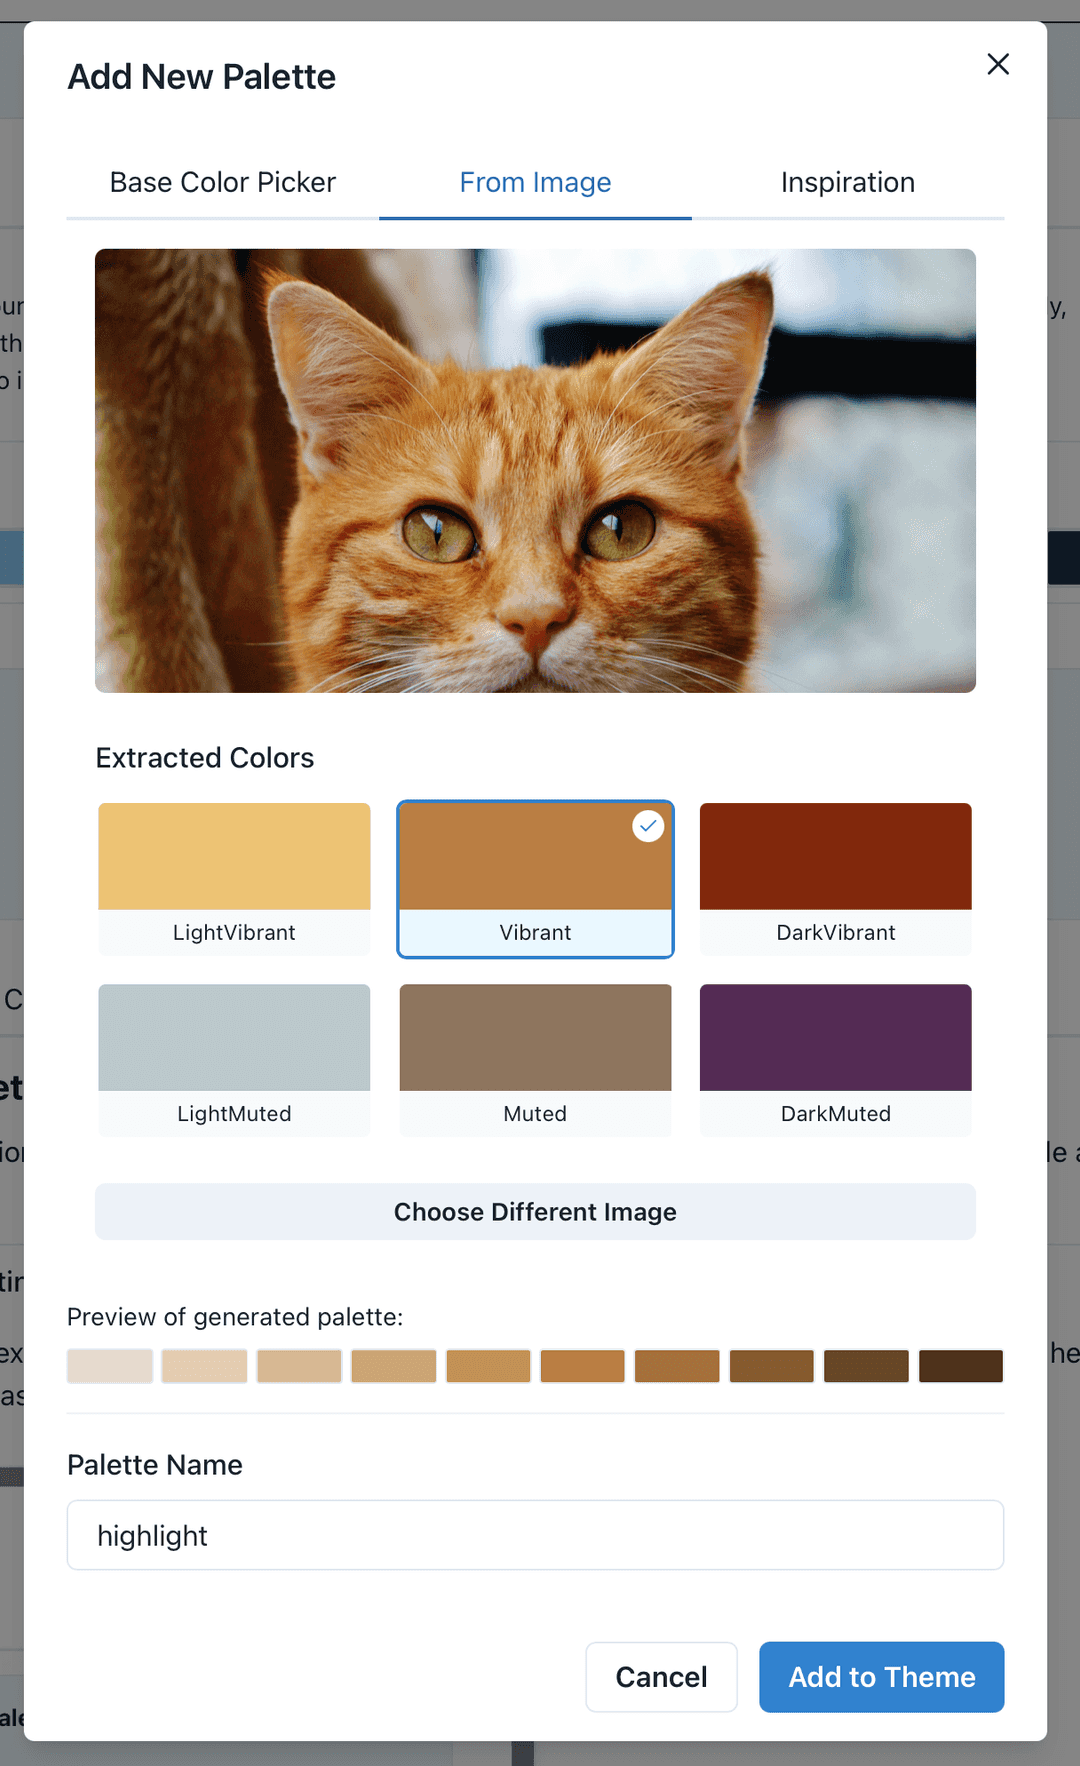 Add New Palette
Base Color Picker
From Image
Inspiration
Extracted Colors
LightVibrant
Vibrant
DarkVibrant
LightMuted
Muted
DarkMuted
Choose Different Image
Preview of generated palette:
Palette Name
highlight
Cancel
Add to Theme